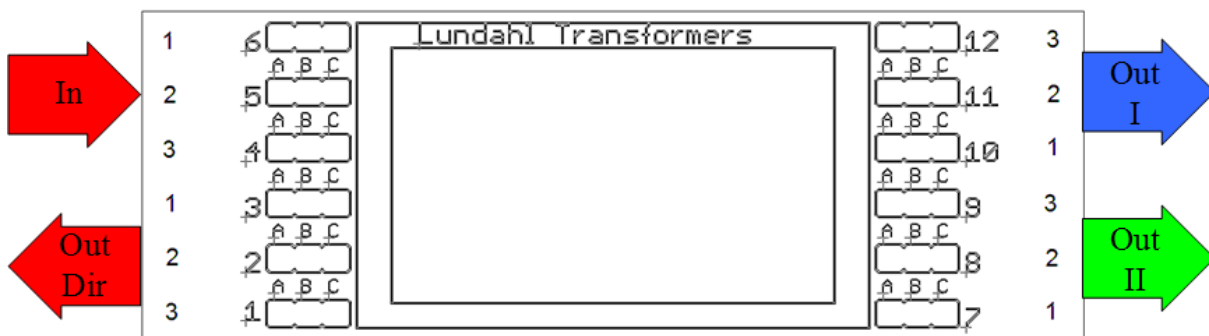 1 6 Lundahl Transformers 12 3
A B C A B C
In 2 5 11 2 Out I
A B C A B C
3 4 10 1
A B C A B C
1 3 9 3
A B C A B C
Out Dir 2 2 8 2 Out II
A B C A B C
3 1 7 1